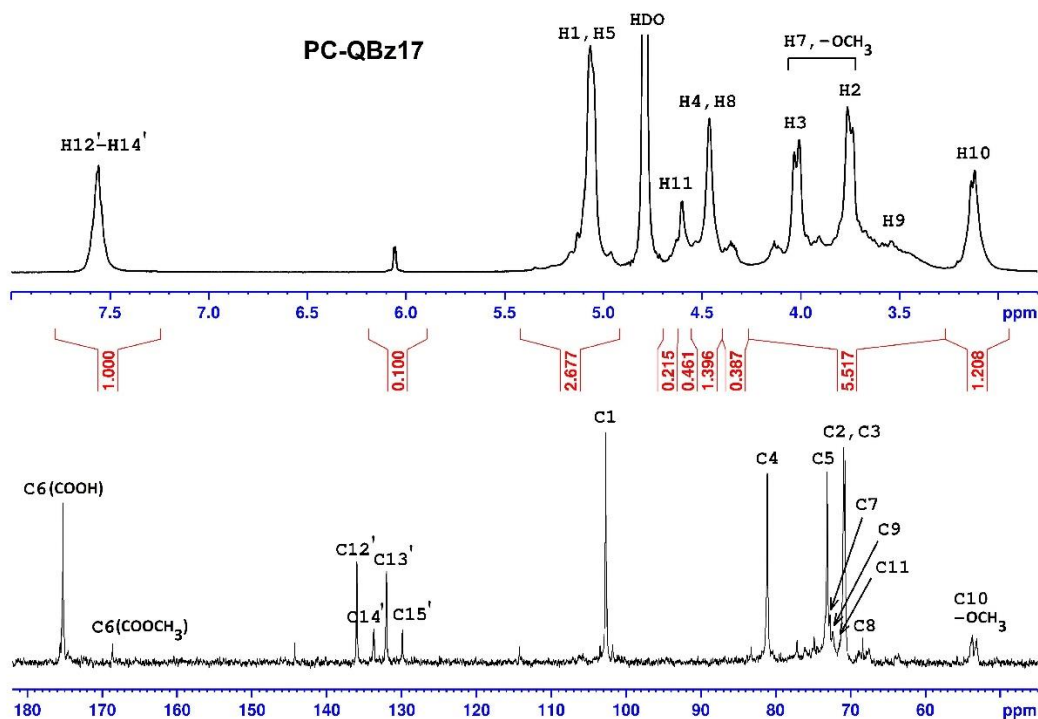 PC-QBz17
H12'-H14'
H1,H5
HDO
H11
H4,H8
H7,-OCH3
H3
H2
H9
H10
7.5 7.0 6.5 6.0 5.5 5.0 4.5 4.0 3.5 ppm
1.000 0.100 2.677 0.215 0.461 1.396 0.387 5.517 1.208
C6(COOH)
C6(COOCH3)
C12'
C14'
C13'
C15'
C1
C4
C5
C2,C3
C7
C9
C11
C8
C10
-OCH3
180 170 160 150 140 130 120 110 100 90 80 70 60 ppm